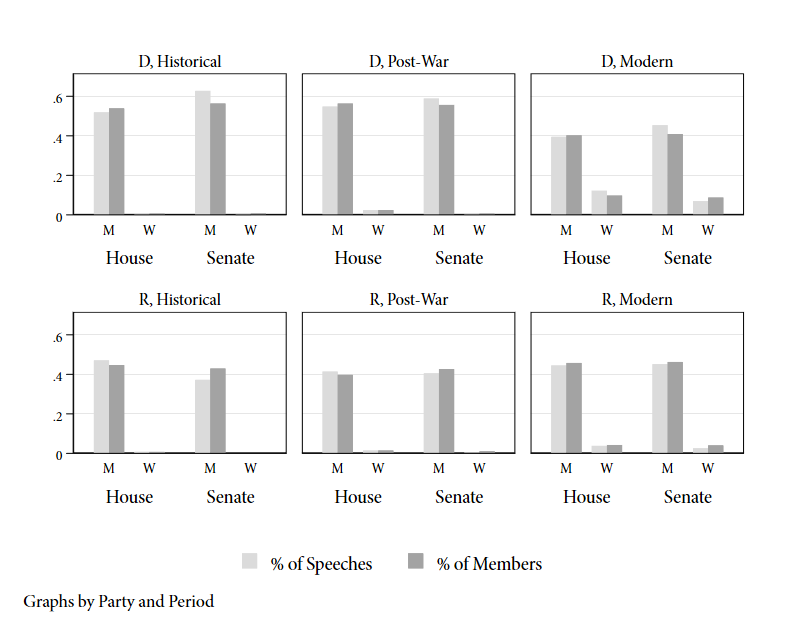 D, Historical D, Post-War D, Modern
.6
.4
.2
0
M W M W M W M W M W M W
House Senate House Senate House Senate
R, Historical R, Post-War R, Modern
.6
.4
.2
0
M W M W M W M W M W M W
House Senate House Senate House Senate
% of Speeches % of Members
Graphs by Party and Period